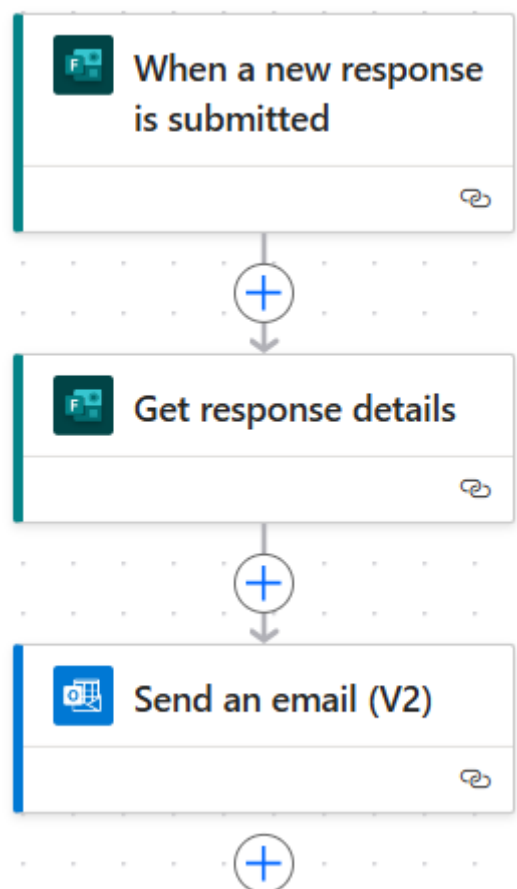 When a new response
is submitted
Get response details
Send an email (V2)